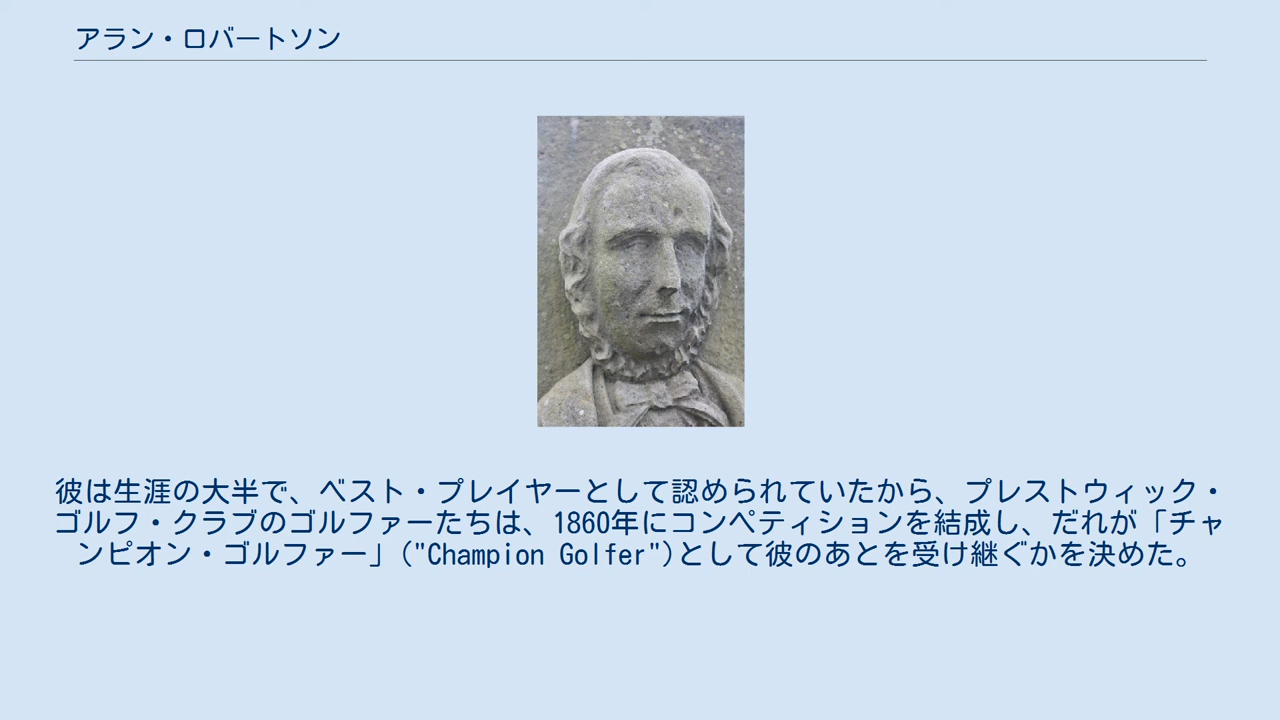 アラン・ロバートソン
彼は生涯の大半で、ベスト・プレイヤーとして認められていたから、プレストウィック・
ゴルフ・クラブのゴルファーたちは、1860年にコンペティションを結成し、だれが「チャ
ンピオン・ゴルファー」("Champion Golfer")として彼のあとを受け継ぐかを決めた。